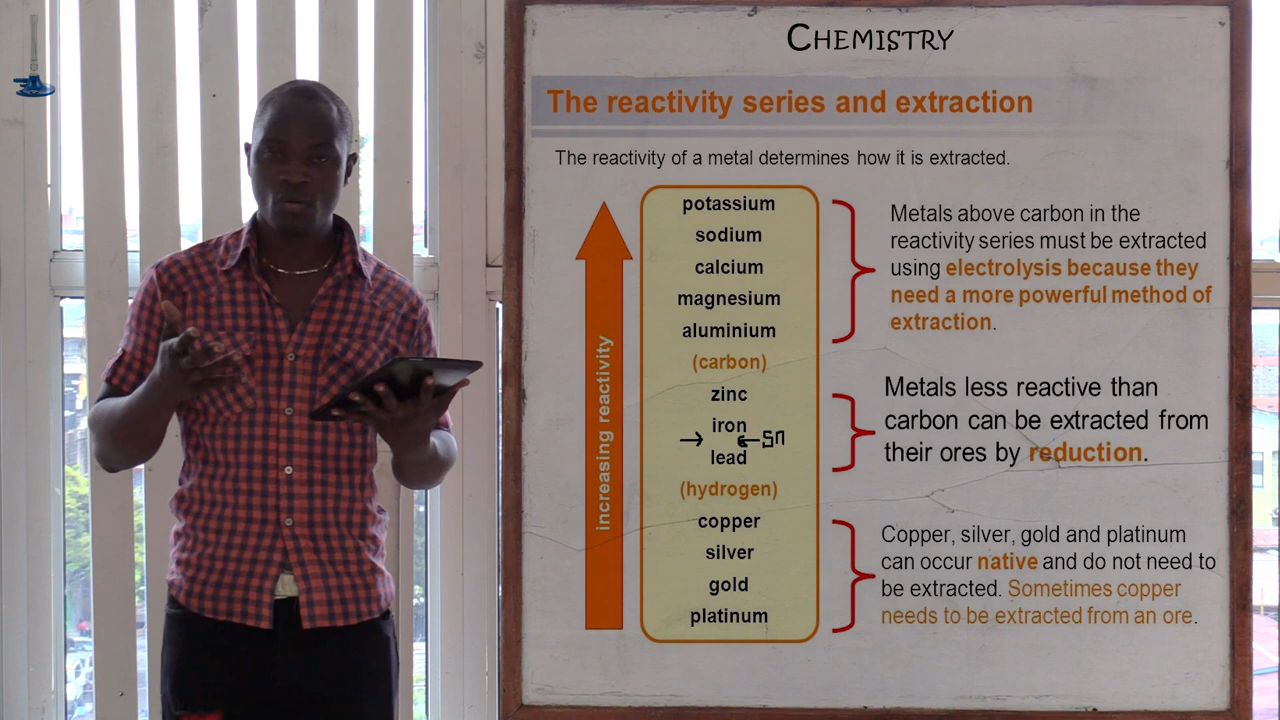 CHEMISTRY
The reactivity series and extraction
The reactivity of a metal determines how it is extracted.
increasing reactivity
potassium
sodium
calcium
magnesium
aluminium
(carbon)
zinc
iron
→ ←Sn
lead
(hydrogen)
copper
silver
gold
platinum
Metals above carbon in the
reactivity series must be extracted
using electrolysis because they
need a more powerful method of
extraction.
Metals less reactive than
carbon can be extracted from
their ores by reduction.
Copper, silver, gold and platinum
can occur native and do not need to
be extracted. Sometimes copper
needs to be extracted from an ore.